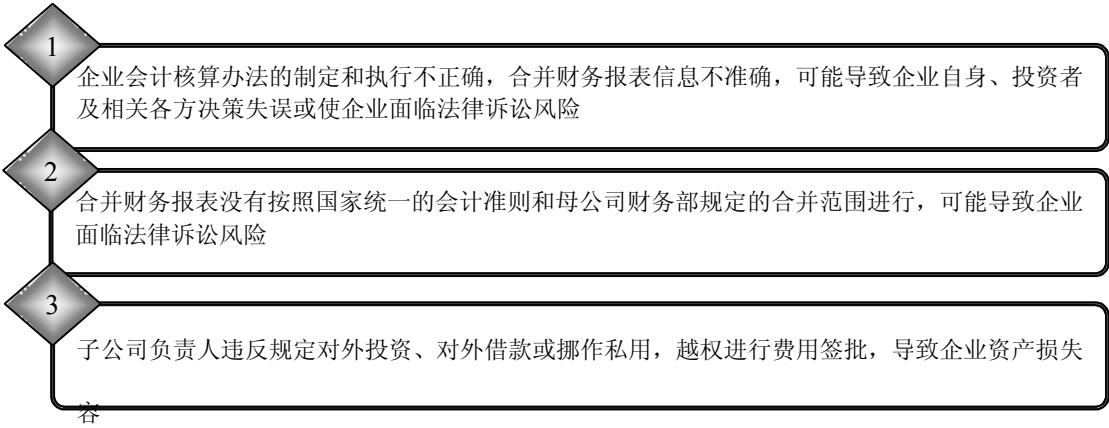 1
企业会计核算办法的制定和执行不正确，合并财务报表信息不准确，可能导致企业自身、投资者
及相关各方决策失误或使企业面临法律诉讼风险
2
合并财务报表没有按照国家统一的会计准则和母公司财务部规定的合并范围进行，可能导致企业
面临法律诉讼风险
3
子公司负责人违反规定对外投资、对外借款或挪作私用，越权进行费用签批，导致企业资产损失
容